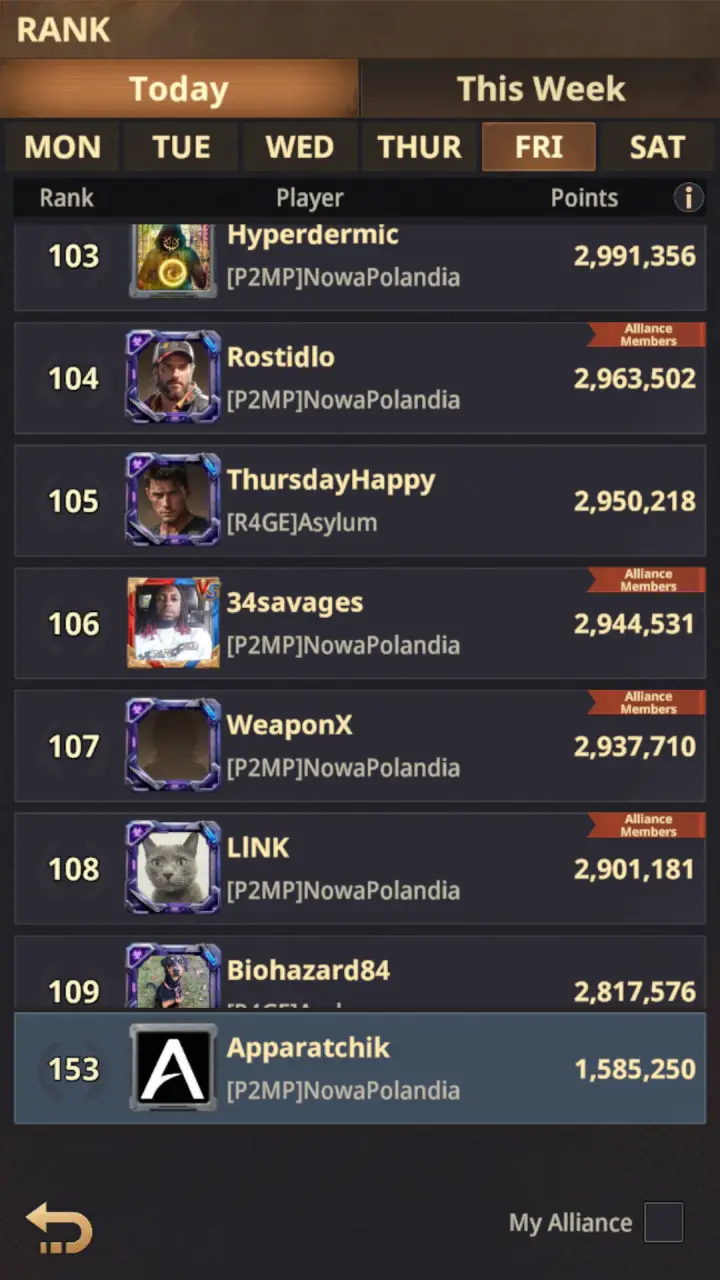 RANK
Today This Week
MON TUE WED THUR FRI SAT
Rank Player Points
103 Hyperdermic 2,991,356
[P2MP]NowaPolandia
Alliance Members
104 Rostidlo 2,963,502
[P2MP]NowaPolandia
105 ThursdayHappy 2,950,218
[R4GE]Asylum
Alliance Members
106 34savages 2,944,531
[P2MP]NowaPolandia
Alliance Members
107 WeaponX 2,937,710
[P2MP]NowaPolandia
Alliance Members
108 LINK 2,901,181
[P2MP]NowaPolandia
109 Biohazard84 2,817,576
153 Apparatchik 1,585,250
[P2MP]NowaPolandia
My Alliance